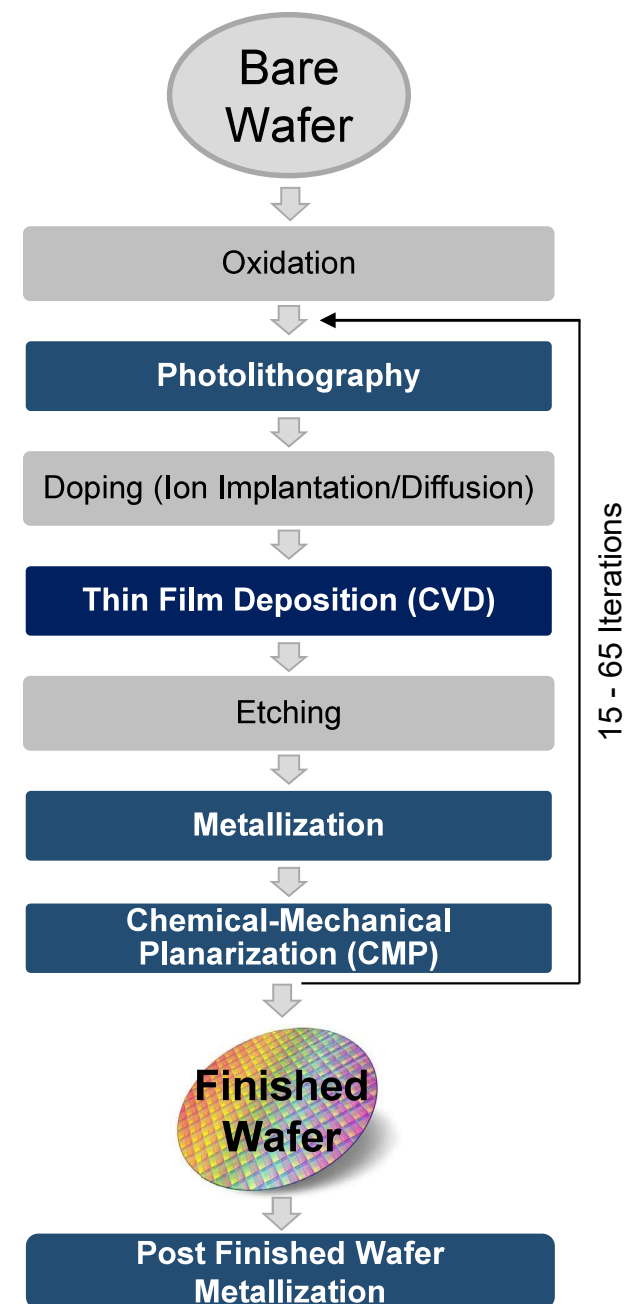 Bare
Wafer
Oxidation
Photolithography
Doping (Ion Implantation/Diffusion)
Thin Film Deposition (CVD)
Etching
Metallization
Chemical-Mechanical
Planarization (CMP)
15 - 65 Iterations
Finished
Wafer
Post Finished Wafer
Metallization